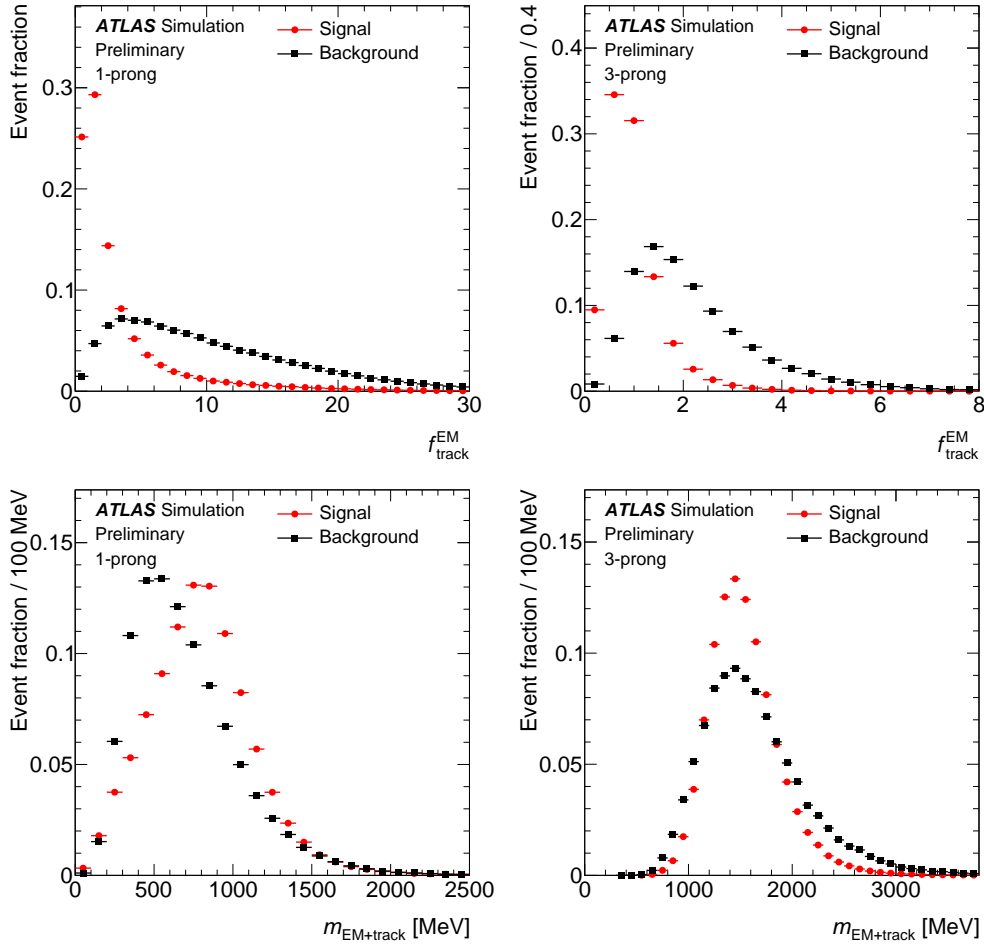 Event fraction
ATLAS Simulation
Preliminary
1-prong
Signal
Background
0.3
0.2
0.1
0
0 10 20 30
f_track^EM
Event fraction / 0.4
ATLAS Simulation
Preliminary
3-prong
Signal
Background
0.4
0.3
0.2
0.1
0
0 2 4 6 8
f_track^EM
Event fraction / 100 MeV
ATLAS Simulation
Preliminary
1-prong
Signal
Background
0.15
0.1
0.05
0
0 500 1000 1500 2000 2500
m_EM+track [MeV]
Event fraction / 100 MeV
ATLAS Simulation
Preliminary
3-prong
Signal
Background
0.15
0.1
0.05
0
1000 2000 3000
m_EM+track [MeV]